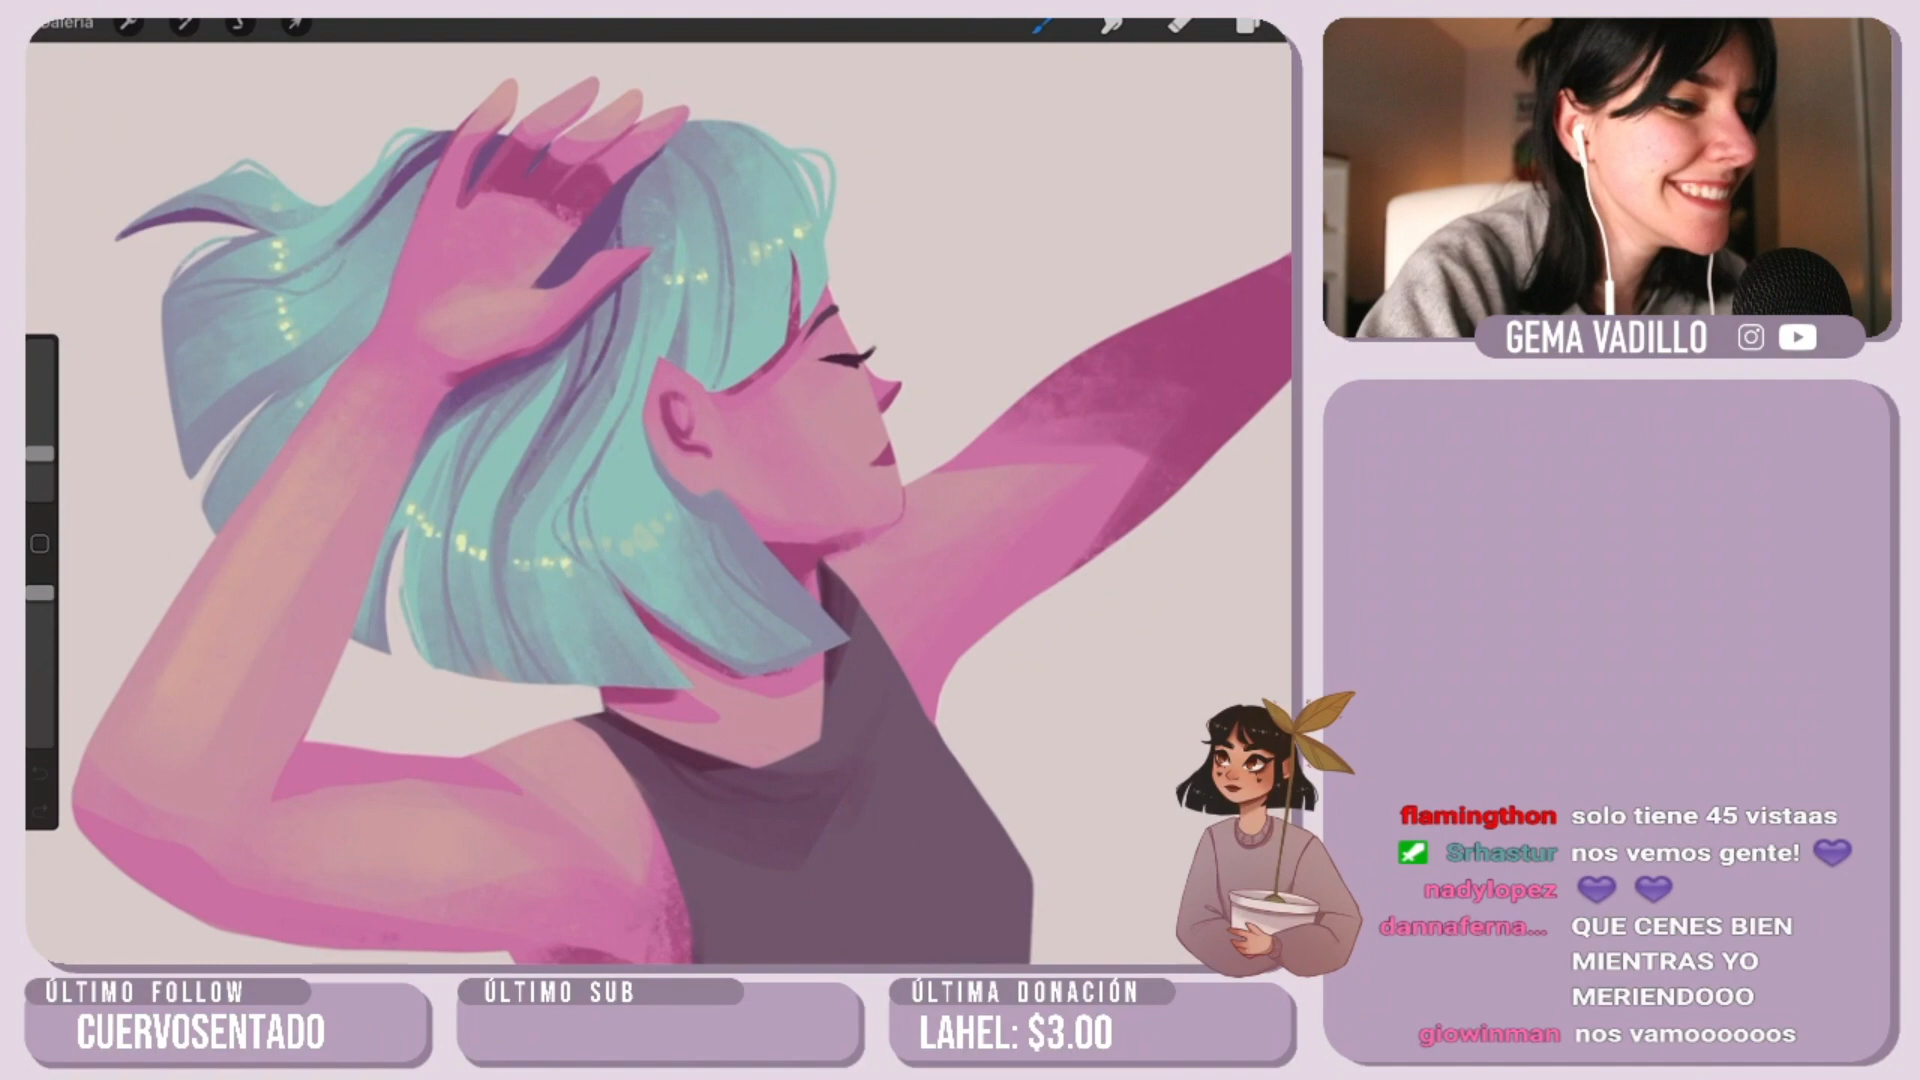 Galería
GEMA VADILLO
flamingthon solo tiene 45 vistaas
Srhastur nos vemos gente! 💜
nadylopez 💜 💜
dannaferna... QUE CENES BIEN
MIENTRAS YO
MERIENDOOO
giowinman nos vamoooooos
ÚLTIMO FOLLOW
CUERVOSENTADO
ÚLTIMO SUB
ÚLTIMA DONACIÓN
LAHEL: $3.00